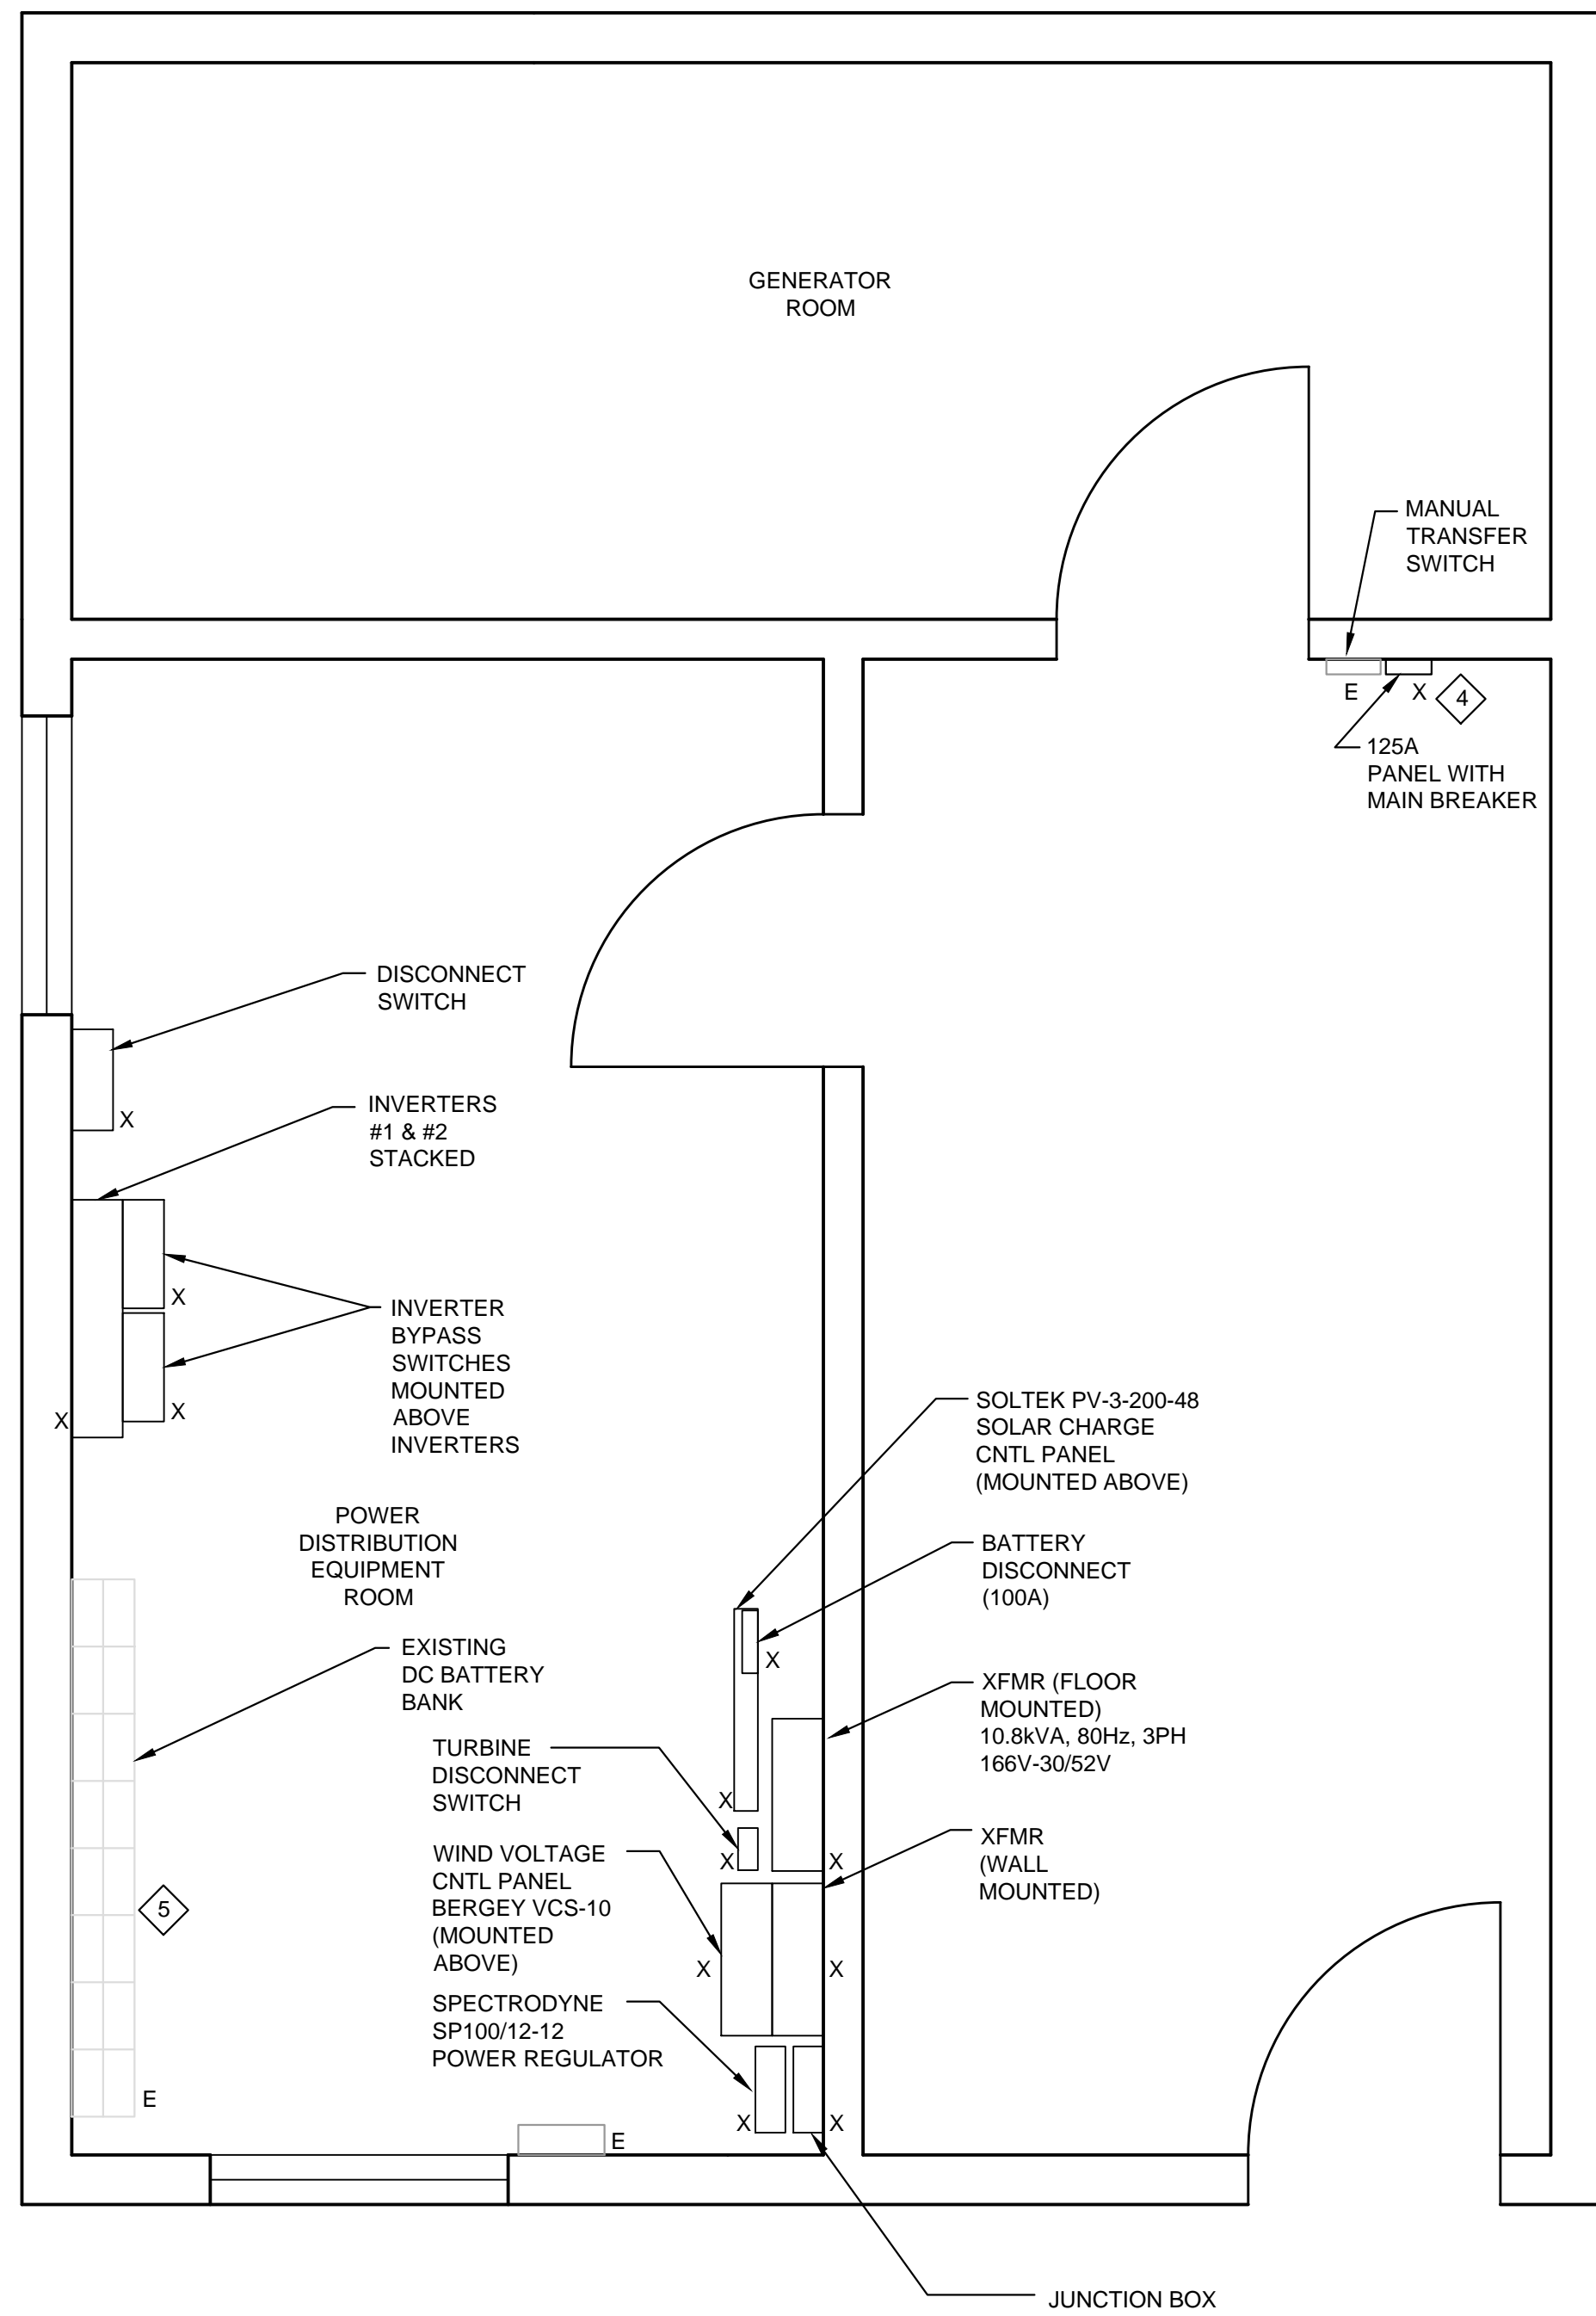 GENERATOR
ROOM
MANUAL
TRANSFER
SWITCH
E
X
4
125A
PANEL WITH
MAIN BREAKER
DISCONNECT
SWITCH
X
INVERTERS
#1 & #2
STACKED
X
X
X
INVERTER
BYPASS
SWITCHES
MOUNTED
ABOVE
INVERTERS
SOLTEK PV-3-200-48
SOLAR CHARGE
CNTL PANEL
(MOUNTED ABOVE)
POWER
DISTRIBUTION
EQUIPMENT
ROOM
BATTERY
DISCONNECT
(100A)
X
EXISTING
DC BATTERY
BANK
XFMR (FLOOR
MOUNTED)
10.8kVA, 80Hz, 3PH
166V-30/52V
TURBINE
DISCONNECT
SWITCH
X
X
X
XFMR
(WALL
MOUNTED)
WIND VOLTAGE
CNTL PANEL
BERGEY VCS-10
(MOUNTED
ABOVE)
5
X
X
SPECTRODYNE
SP100/12-12
POWER REGULATOR
E
X
X
E
JUNCTION BOX